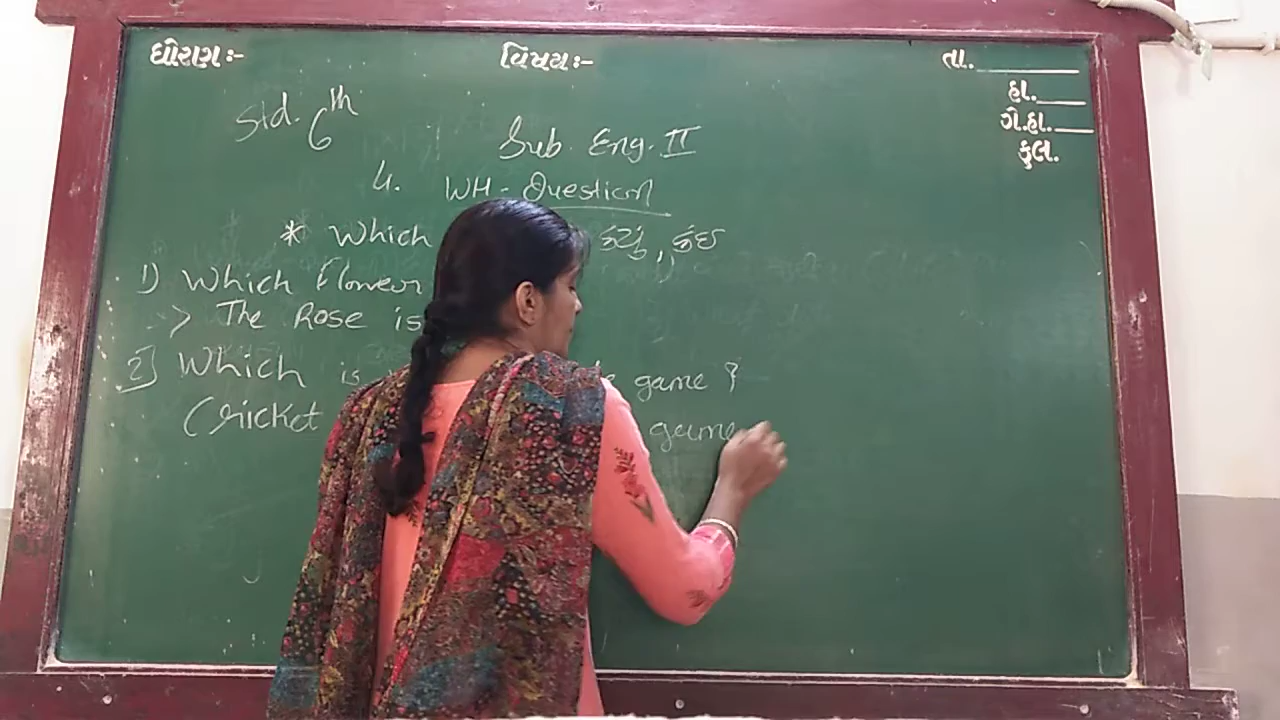 ધોરણ:- વિષય:- તા.
હા.
ગે.હા.
કુલ.
Std. 6th
Sub. Eng. II
4. WH - Question
* Which કયું, કઈ
1) Which Flower
> The Rose is
2] Which is game ?
Cricket game